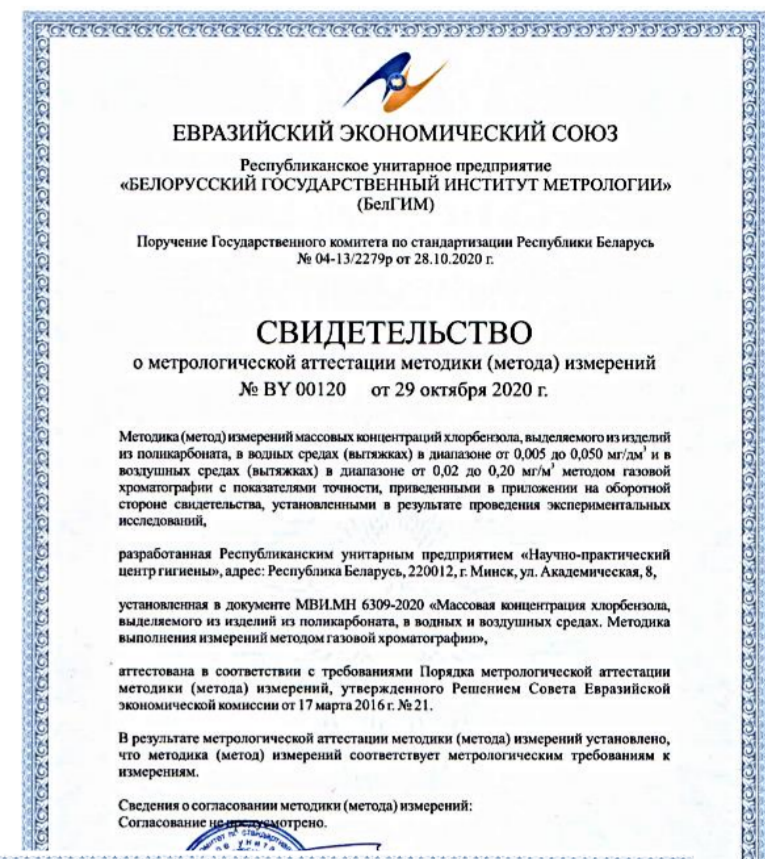 ЕВРАЗИЙСКИЙ ЭКОНОМИЧЕСКИЙ СОЮЗ
Республиканское унитарное предприятие
«БЕЛОРУССКИЙ ГОСУДАРСТВЕННЫЙ ИНСТИТУТ МЕТРОЛОГИИ»
(БелГИМ)
Поручение Государственного комитета по стандартизации Республики Беларусь
№ 04-13/2279р от 28.10.2020 г.
СВИДЕТЕЛЬСТВО
о метрологической аттестации методики (метода) измерений
№ BY 00120 от 29 октября 2020 г.
Методика (метод) измерений массовых концентраций хлорбензола, выделяемого из изделий
из поликарбоната, в водных средах (вытяжках) в диапазоне от 0,005 до 0,050 мг/дм³ и в
воздушных средах (вытяжках) в диапазоне от 0,02 до 0,20 мг/м³ методом газовой
хроматографии с показателями точности, приведенными в приложении на оборотной
стороне свидетельства, установленными в результате проведения экспериментальных
исследований,
разработанная Республиканским унитарным предприятием «Научно-практический
центр гигиены», адрес: Республика Беларусь, 220012, г. Минск, ул. Академическая, 8,
установленная в документе МВИ.МН 6309-2020 «Массовая концентрация хлорбензола,
выделяемого из изделий из поликарбоната, в водных и воздушных средах. Методика
выполнения измерений методом газовой хроматографии»,
аттестована в соответствии с требованиями Порядка метрологической аттестации
методики (метода) измерений, утвержденного Решением Совета Евразийской
экономической комиссии от 17 марта 2016 г. № 21.
В результате метрологической аттестации методики (метода) измерений установлено,
что методика (метод) измерений соответствует метрологическим требованиям к
измерениям.
Сведения о согласовании методики (метода) измерений:
Согласование не предусмотрено.